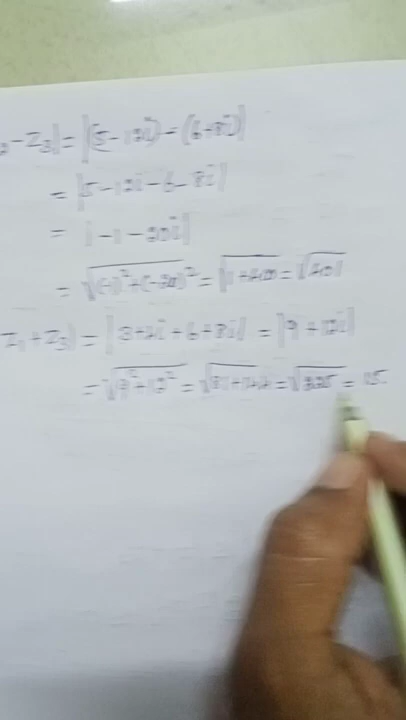 -Z₃| = |(5-12i)-(6+8i)|
= |5-12i-6-8i|
= |-1-20i|
= √(-1)²+(-20)² = √1+400 = √401
Z₁+Z₃| = |3+4i+6+8i| = |9+12i|
= √9²+12² = √81+144 = √225 = 15.